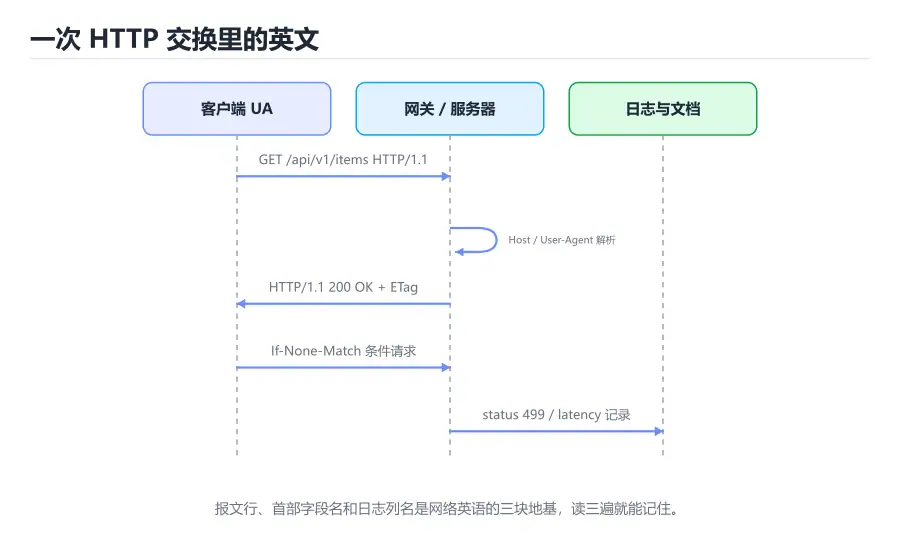 一次 HTTP 交换里的英文
客户端 UA
网关 / 服务器
日志与文档
GET /api/v1/items HTTP/1.1
Host / User-Agent 解析
HTTP/1.1 200 OK + ETag
If-None-Match 条件请求
status 499 / latency 记录
报文行、首部字段名和日志列名是网络英语的三块地基，读三遍就能记住。